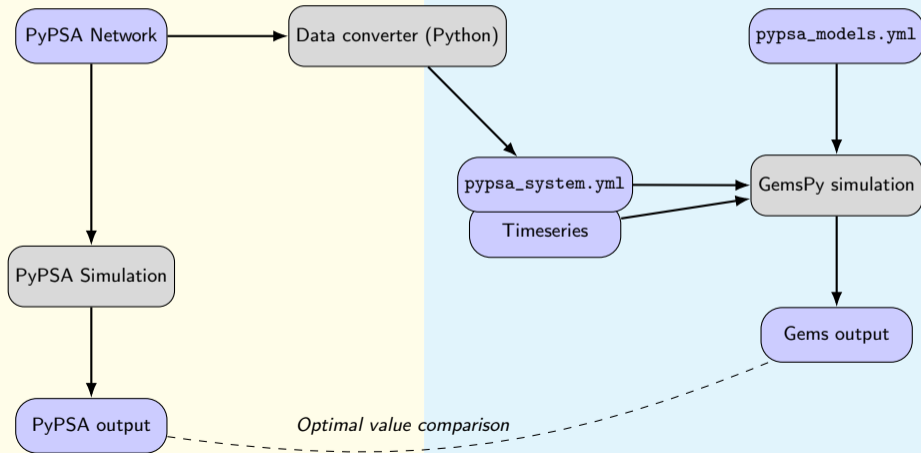 PyPSA Network
Data converter (Python)
pypsa_models.yml
pypsa_system.yml
GemsPy simulation
Timeseries
PyPSA Simulation
Gems output
PyPSA output
Optimal value comparison